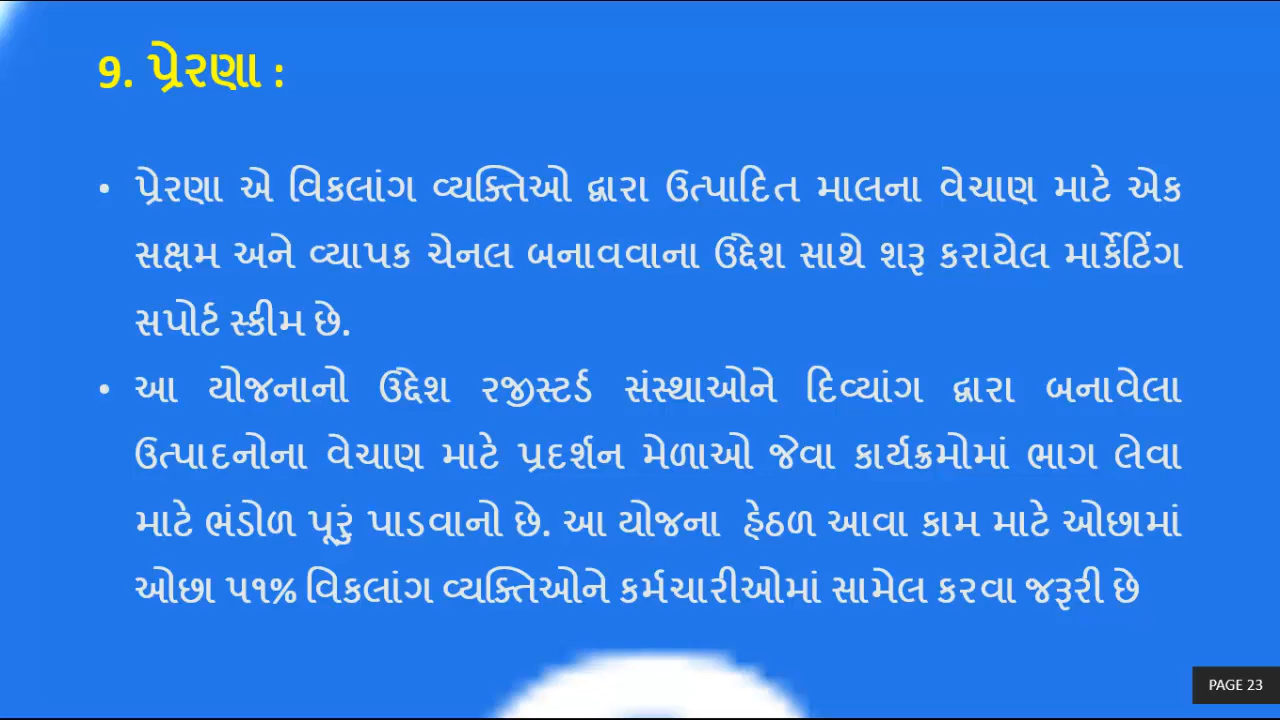 9. પ્રેરણા :
• પ્રેરણા એ વિકલાંગ વ્યક્તિઓ દ્વારા ઉત્પાદિત માલના વેચાણ માટે એક
સક્ષમ અને વ્યાપક ચેનલ બનાવવાના ઉદ્દેશ સાથે શરૂ કરાયેલ માર્કેટિંગ
સપોર્ટ સ્કીમ છે.
• આ યોજનાનો ઉદ્દેશ રજીસ્ટર્ડ સંસ્થાઓને દિવ્યાંગ દ્વારા બનાવેલા
ઉત્પાદનોના વેચાણ માટે પ્રદર્શન મેળાઓ જેવા કાર્યક્રમોમાં ભાગ લેવા
માટે ભંડોળ પૂરું પાડવાનો છે. આ યોજના હેઠળ આવા કામ માટે ઓછામાં
ઓછા ૫૧% વિકલાંગ વ્યક્તિઓને કર્મચારીઓમાં સામેલ કરવા જરૂરી છે
PAGE 23